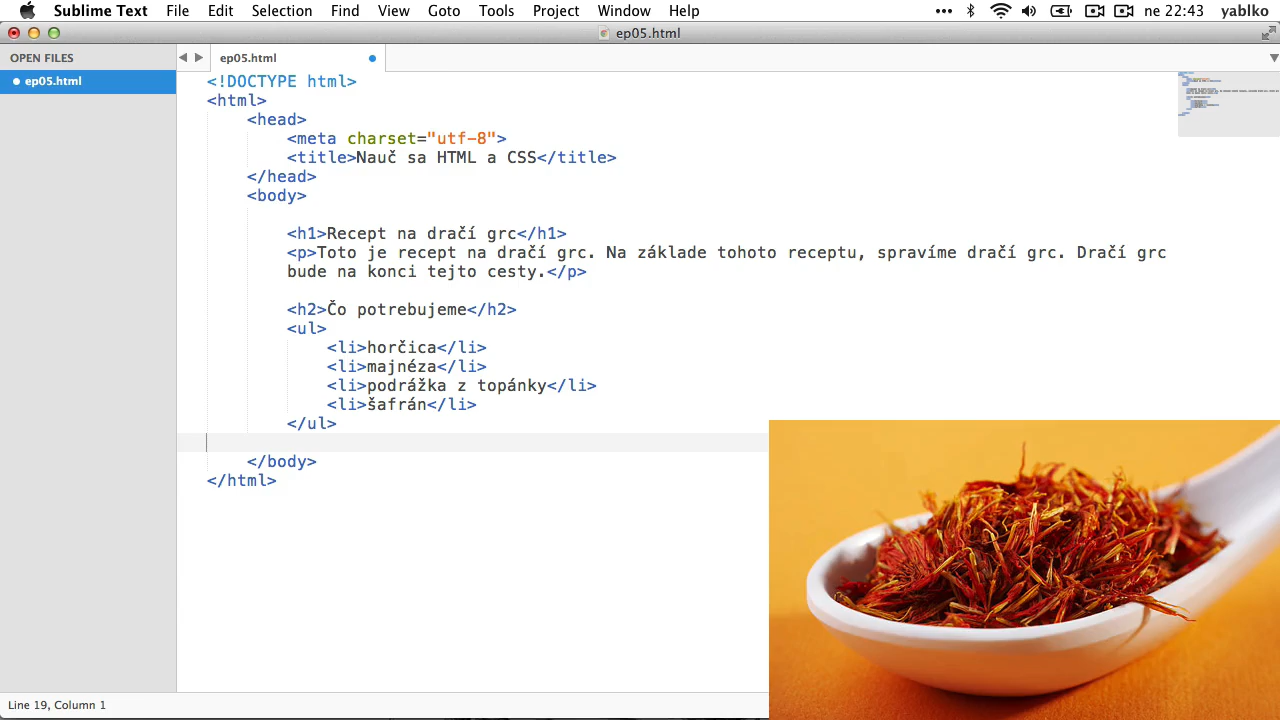 Sublime Text File Edit Selection Find View Goto Tools Project Window Help ne 22:43 yablko
ep05.html
OPEN FILES
ep05.html
ep05.html
<!DOCTYPE html>
<html>
<head>
<meta charset="utf-8">
<title>Nauč sa HTML a CSS</title>
</head>
<body>
<h1>Recept na dračí grc</h1>
<p>Toto je recept na dračí grc. Na základe tohoto receptu, spravíme dračí grc. Dračí grc
bude na konci tejto cesty.</p>
<h2>Čo potrebujeme</h2>
<ul>
<li>horčica</li>
<li>majnéza</li>
<li>podrážka z topánky</li>
<li>šafrán</li>
</ul>
</body>
</html>
Line 19, Column 1